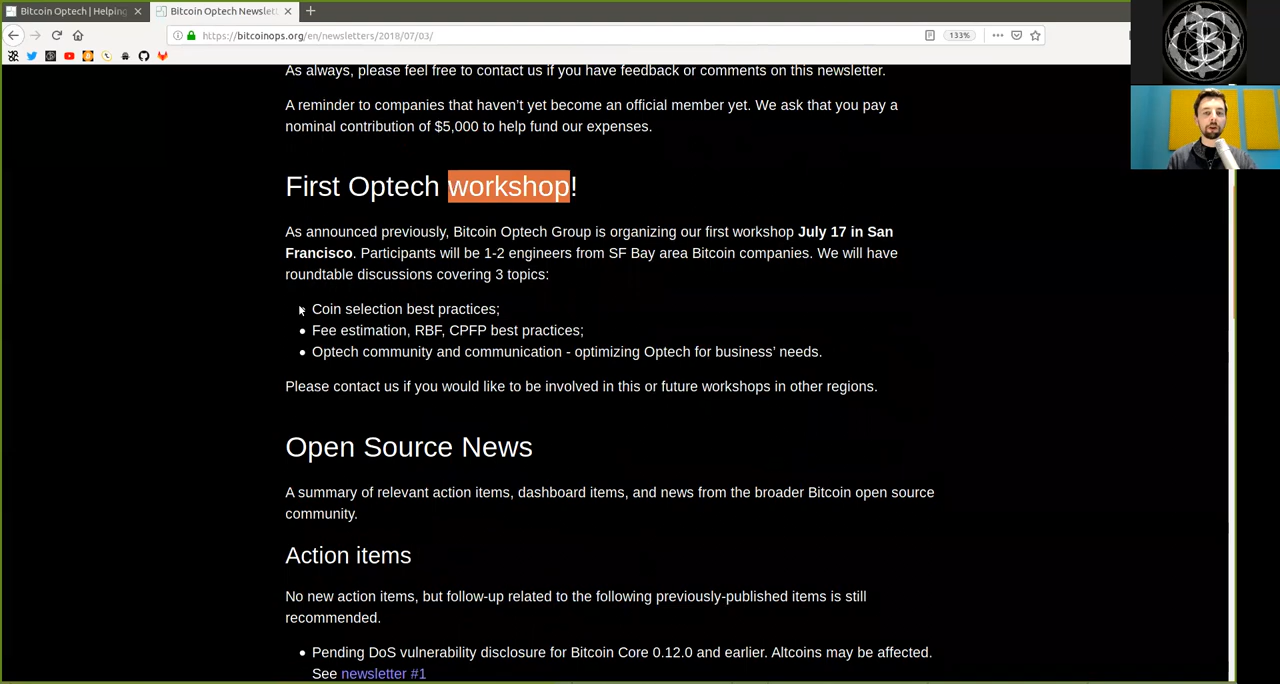 Bitcoin Optech | Helping
Bitcoin Optech Newslet
https://bitcoinops.org/en/newsletters/2018/07/03/
133%
As always, please feel free to contact us if you have feedback or comments on this newsletter.
A reminder to companies that haven't yet become an official member yet. We ask that you pay a
nominal contribution of $5,000 to help fund our expenses.
First Optech workshop!
As announced previously, Bitcoin Optech Group is organizing our first workshop July 17 in San
Francisco. Participants will be 1-2 engineers from SF Bay area Bitcoin companies. We will have
roundtable discussions covering 3 topics:
Coin selection best practices;
Fee estimation, RBF, CPFP best practices;
Optech community and communication - optimizing Optech for business' needs.
Please contact us if you would like to be involved in this or future workshops in other regions.
Open Source News
A summary of relevant action items, dashboard items, and news from the broader Bitcoin open source
community.
Action items
No new action items, but follow-up related to the following previously-published items is still
recommended.
Pending DoS vulnerability disclosure for Bitcoin Core 0.12.0 and earlier. Altcoins may be affected.
See newsletter #1